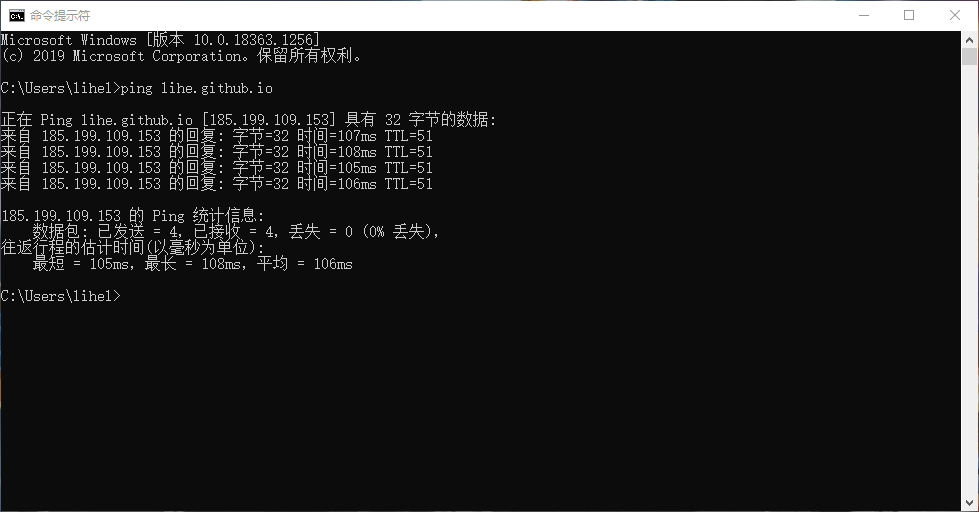 命令提示符
Microsoft Windows [版本 10.0.18363.1256]
(c) 2019 Microsoft Corporation。保留所有权利。
C:\Users\lihel>ping lihe.github.io
正在 Ping lihe.github.io [185.199.109.153] 具有 32 字节的数据:
来自 185.199.109.153 的回复: 字节=32 时间=107ms TTL=51
来自 185.199.109.153 的回复: 字节=32 时间=108ms TTL=51
来自 185.199.109.153 的回复: 字节=32 时间=105ms TTL=51
来自 185.199.109.153 的回复: 字节=32 时间=106ms TTL=51
185.199.109.153 的 Ping 统计信息:
数据包: 已发送 = 4，已接收 = 4，丢失 = 0 (0% 丢失)，
往返行程的估计时间(以毫秒为单位):
最短 = 105ms，最长 = 108ms，平均 = 106ms
C:\Users\lihel>